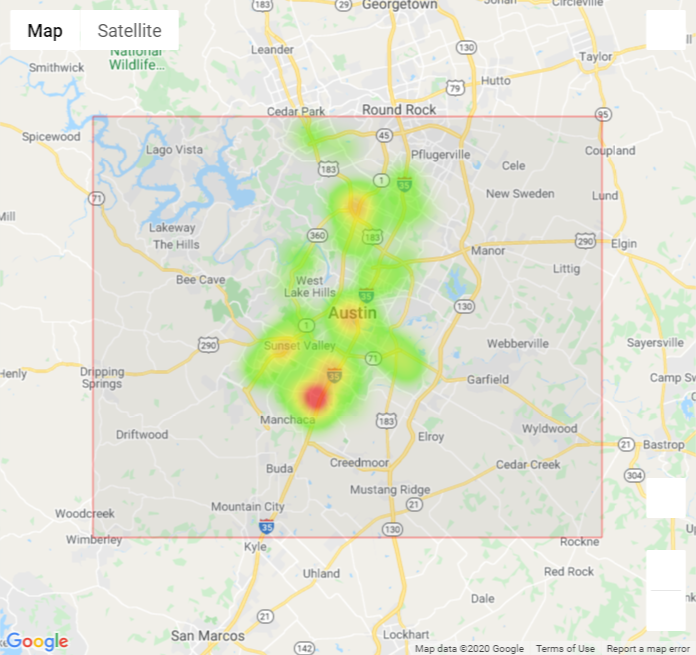 183
29
Georgetown
Circleville
Map
Satellite
National
Wildlife...
Leander
130
Taylor
Smithwick
79
Hutto
Cedar Park
Round Rock
95
Spicewood
45
Lago Vista
Pflugerville
Coupland
183
Cele
1
35
71
New Sweden
Lund
Mill
Lakeway
360
183
The Hills
Manor
290
Elgin
Littig
Bee Cave
West
Lake Hills
35
130
Austin
1
290
Sunset Valley
Webberville
Sayersville
71
Henly
Dripping
Springs
35
Garfield
Camp Sw
Manchaca
183
Driftwood
Elroy
Wyldwood
21
Bastrop
Buda
Creedmoor
Cedar Creek
304
Mustang Ridge
Mountain City
21
Woodcreek
35
130
Wimberley
Kyle
Rockne
Uhland
Red Rock
Dale
21
San Marcos
Lockhart
142
Google
Map data ©2020 Google
Terms of Use
Report a map error